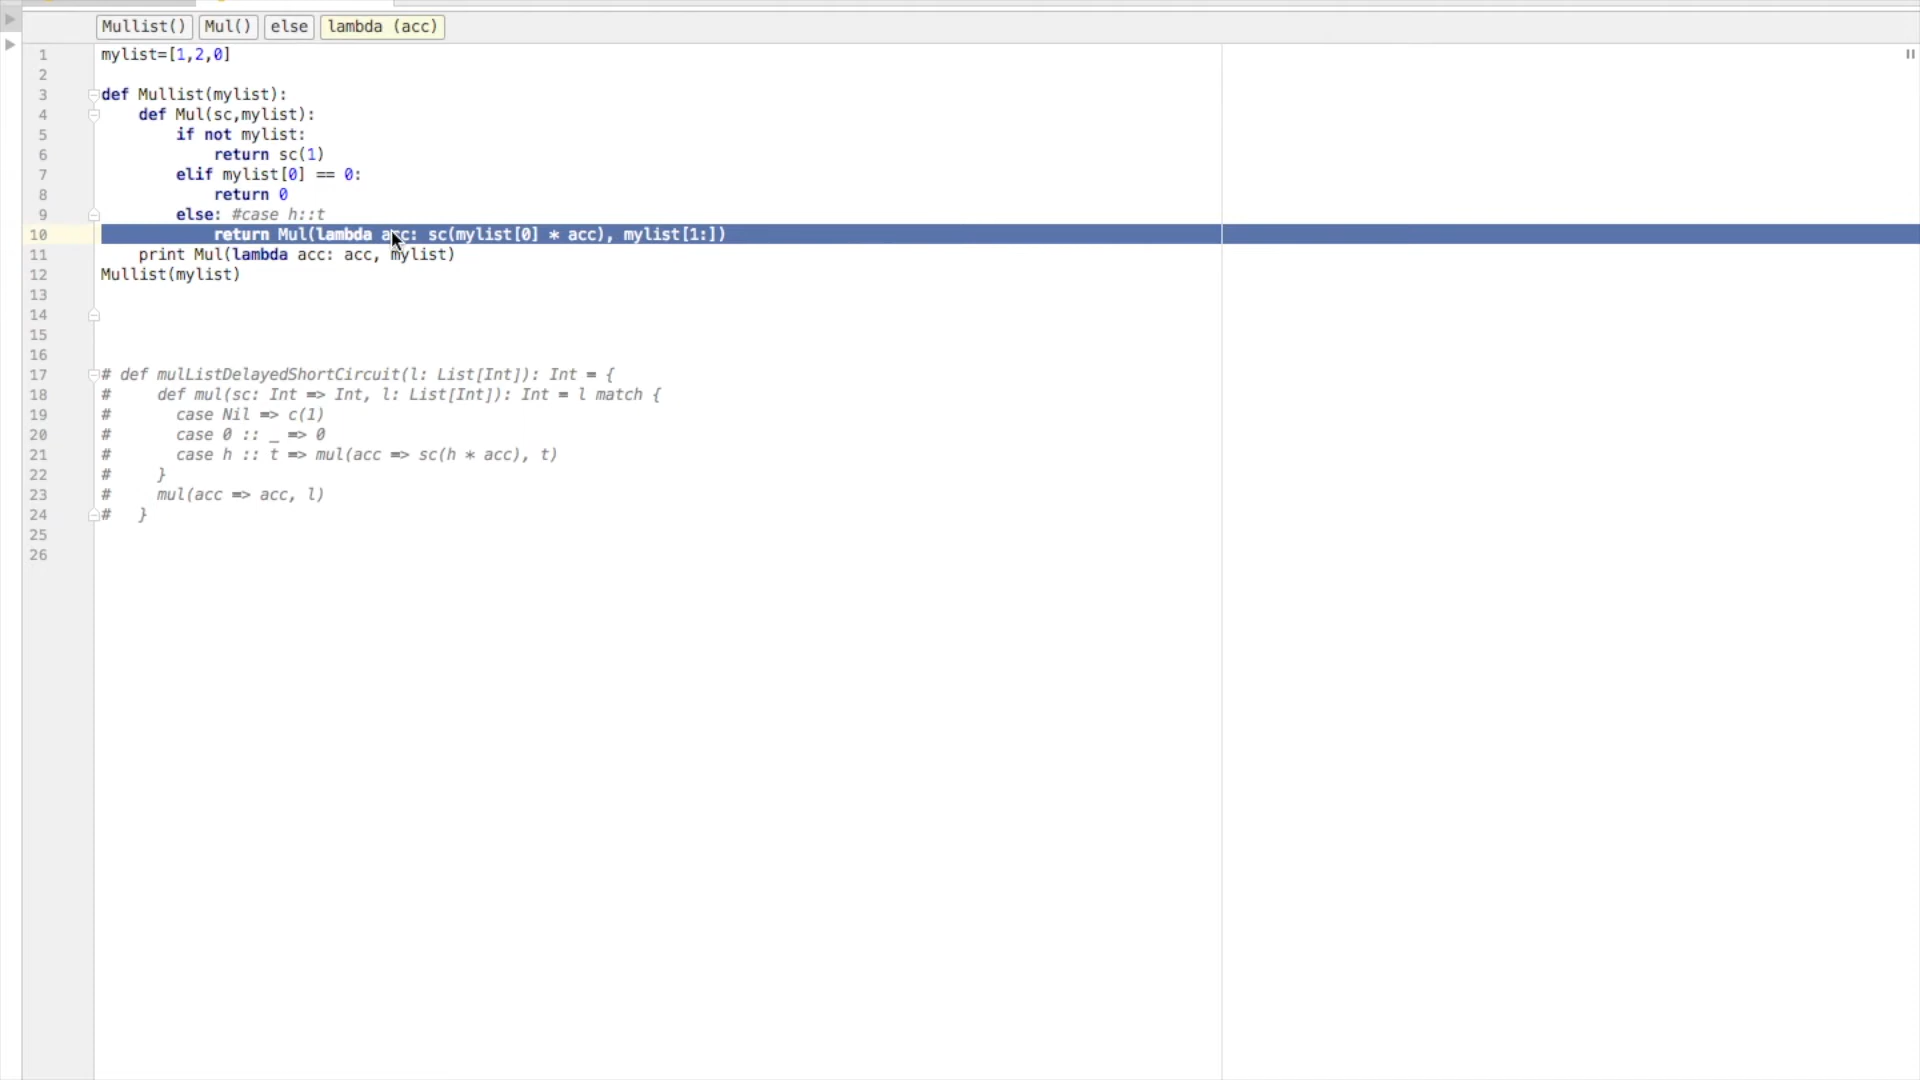 Mullist() Mul() else lambda (acc)
1 mylist=[1,2,0]
2
3 def Mullist(mylist):
4 def Mul(sc,mylist):
5 if not mylist:
6 return sc(1)
7 elif mylist[0] == 0:
8 return 0
9 else: #case h::t
10 return Mul(lambda acc: sc(mylist[0] * acc), mylist[1:])
11 print Mul(lambda acc: acc, mylist)
12 Mullist(mylist)
13
14
15
16
17 # def mulListDelayedShortCircuit(l: List[Int]): Int = {
18 # def mul(sc: Int => Int, l: List[Int]): Int = l match {
19 # case Nil => c(1)
20 # case 0 :: _ => 0
21 # case h :: t => mul(acc => sc(h * acc), t)
22 # }
23 # mul(acc => acc, l)
24 # }
25
26